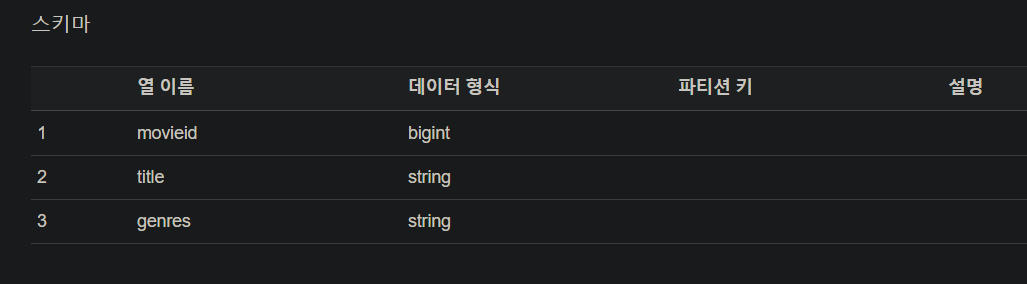 스키마
열 이름 데이터 형식 파티션 키 설명
1 movieid bigint
2 title string
3 genres string